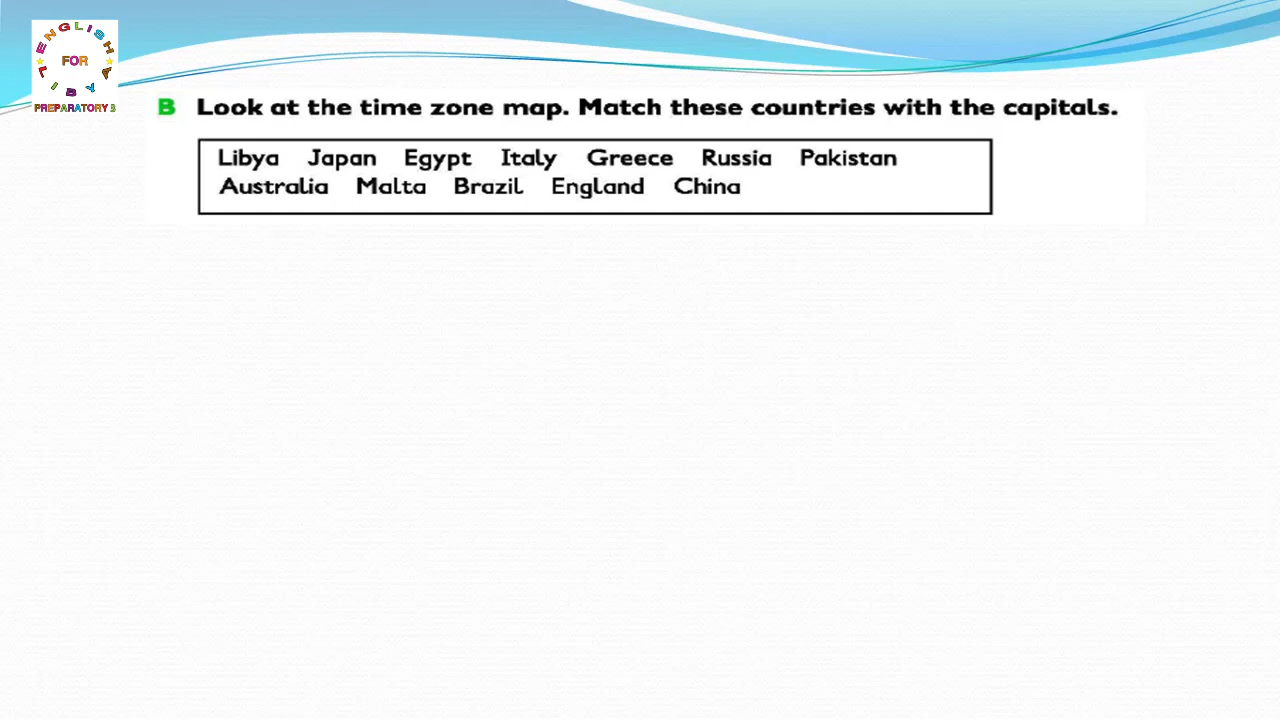 ENGLISH
FOR
LIBYA
PREPARATORY 3
B Look at the time zone map. Match these countries with the capitals.
Libya Japan Egypt Italy Greece Russia Pakistan
Australia Malta Brazil England China